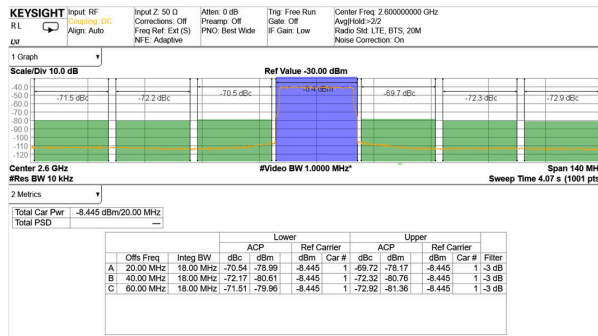 KEYSIGHT Input: RF Input Z: 50 Ω Atten: 0 dB Trig: Free Run Center Freq: 2.600000000 GHz
RL Coupling: DC Corrections: Off Preamp: Off Gate: Off Avg|Hold:>2/2
Align: Auto Freq Ref: Ext (S) PNO: Best Wide IF Gain: Low Radio Std: LTE, BTS, 20M
LXI NFE: Adaptive Noise Correction: On
1 Graph
Scale/Div 10.0 dB Ref Value -30.00 dBm
-40.0
-50.0
-60.0
-70.0
-80.0
-90.0
-100
-110
-120
-71.5 dBc -72.2 dBc -70.5 dBc -8.4 dBm -69.7 dBc -72.3 dBc -72.9 dBc
Center 2.6 GHz #Video BW 1.0000 MHz* Span 140 MH
#Res BW 10 kHz Sweep Time 4.07 s (1001 pts
2 Metrics
Total Car Pwr -8.445 dBm/20.00 MHz
Total PSD ---
Lower Upper
ACP Ref Carrier ACP Ref Carrier
Offs Freq Integ BW dBc dBm dBm Car # dBc dBm dBm Car # Filter
A 20.00 MHz 18.00 MHz -70.54 -78.99 -8.445 1 -69.72 -78.17 -8.445 1 -3 dB
B 40.00 MHz 18.00 MHz -72.17 -80.61 -8.445 1 -72.32 -80.76 -8.445 1 -3 dB
C 60.00 MHz 18.00 MHz -71.51 -79.96 -8.445 1 -72.92 -81.36 -8.445 1 -3 dB